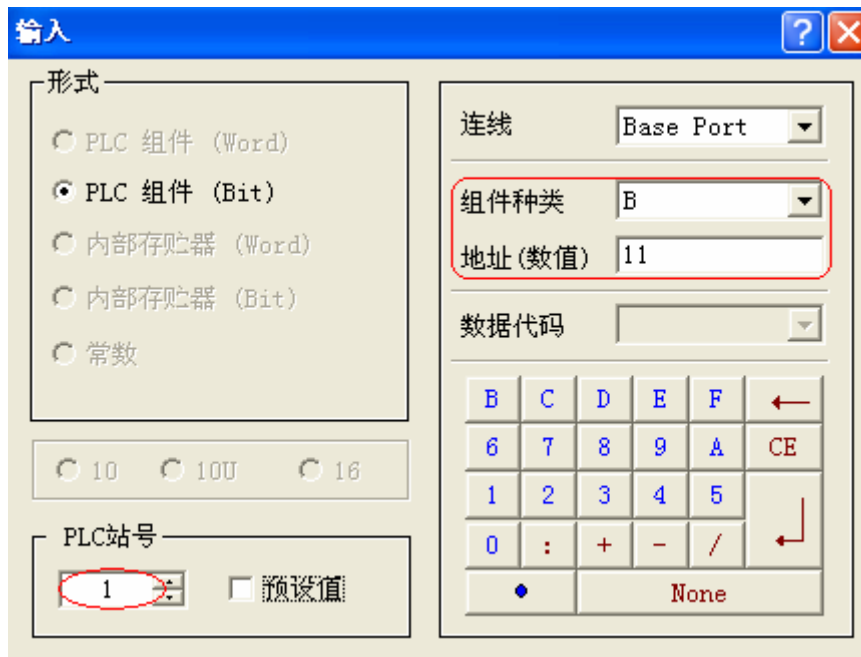 输入
形式
PLC 组件 (Word)
PLC 组件 (Bit)
内部存贮器 (Word)
内部存贮器 (Bit)
常数
10 10U 16
PLC站号
1 预设值
连线 Base Port
组件种类 B
地址(数值) 11
数据代码
B C D E F ←
6 7 8 9 A CE
1 2 3 4 5
0 : + - /
None